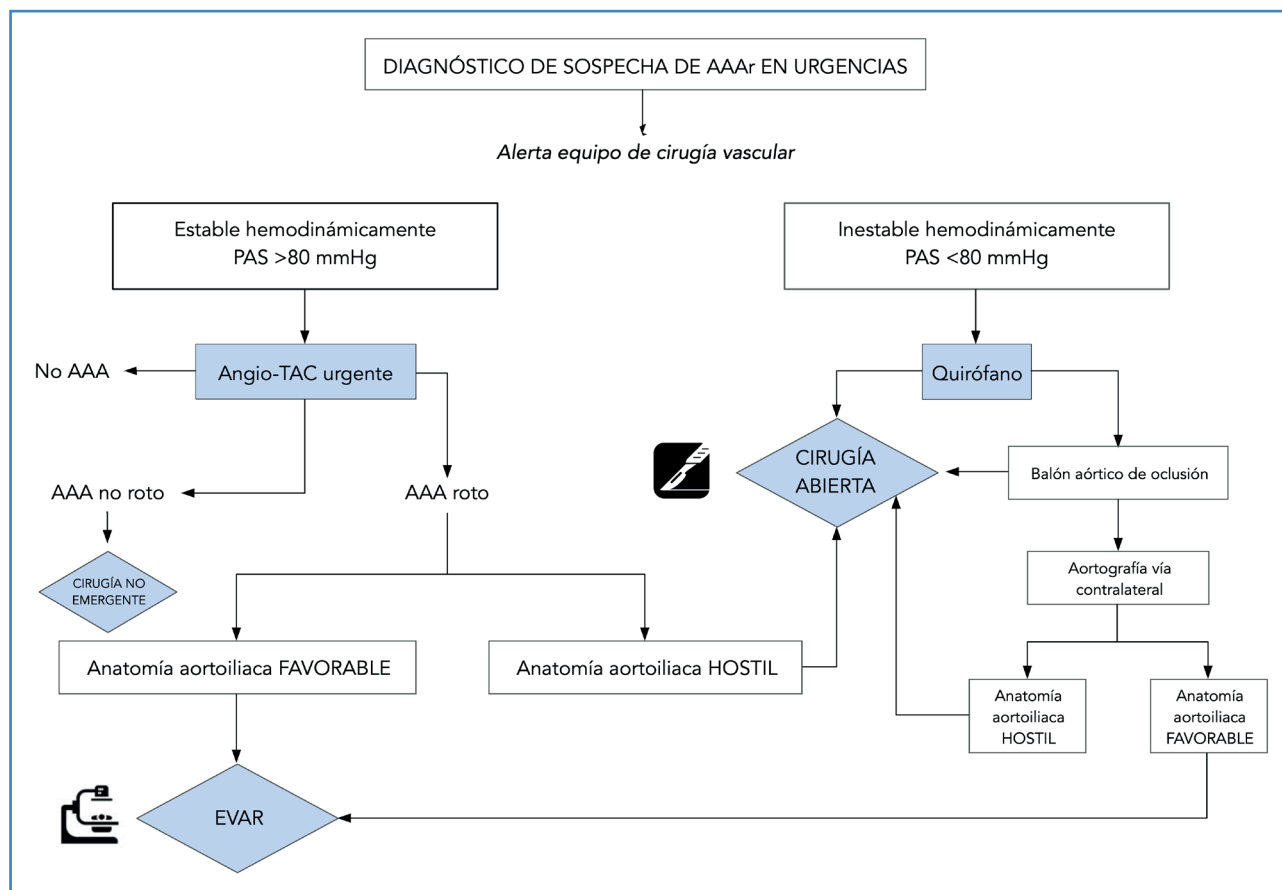 DIAGNÓSTICO DE SOSPECHA DE AAAr EN URGENCIAS
Alerta equipo de cirugía vascular
Estable hemodinámicamente
PAS >80 mmHg
Inestable hemodinámicamente
PAS <80 mmHg
No AAA
Angio-TAC urgente
Quirófano
AAA no roto
AAA roto
CIRUGÍA
ABIERTA
Balón aórtico de oclusión
CIRUGÍA NO
EMERGENTE
Aortografía vía
contralateral
Anatomía aortoiliaca FAVORABLE
Anatomía aortoiliaca HOSTIL
Anatomía
aortoiliaca
HOSTIL
Anatomía
aortoiliaca
FAVORABLE
EVAR